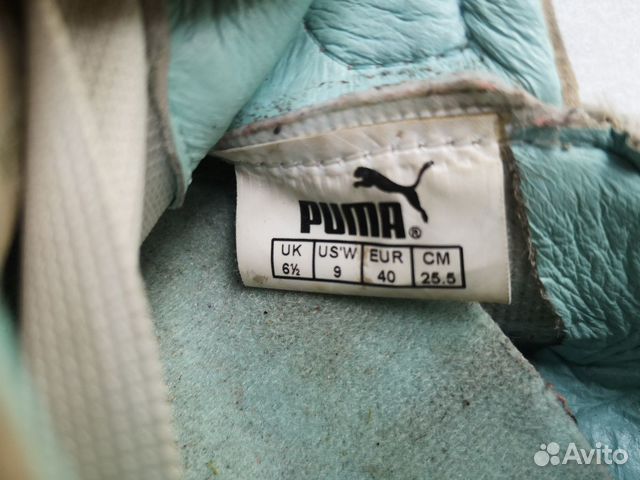 PUMA®
UK US'W EUR CM
6½ 9 40 25.5
Avito